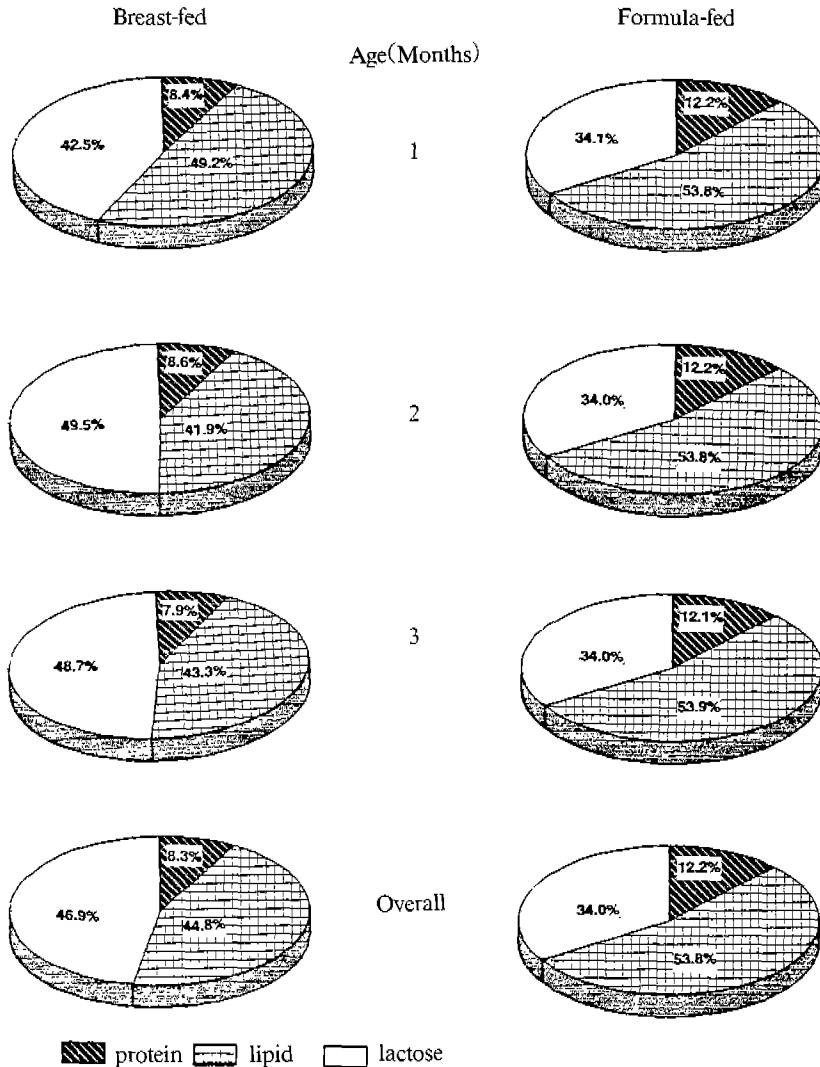 Breast-fed Formula-fed
Age(Months)
8.4% 12.2%
42.5% 1 34.1%
49.2%
53.8%
8.6% 12.2%
49.5% 41.9% 2 34.0%
53.8%
7.9% 12.1%
48.7% 43.3% 3 34.0%
53.9%
8.3% 12.2%
46.9% 44.8% Overall 34.0%
53.8%
protein lipid lactose